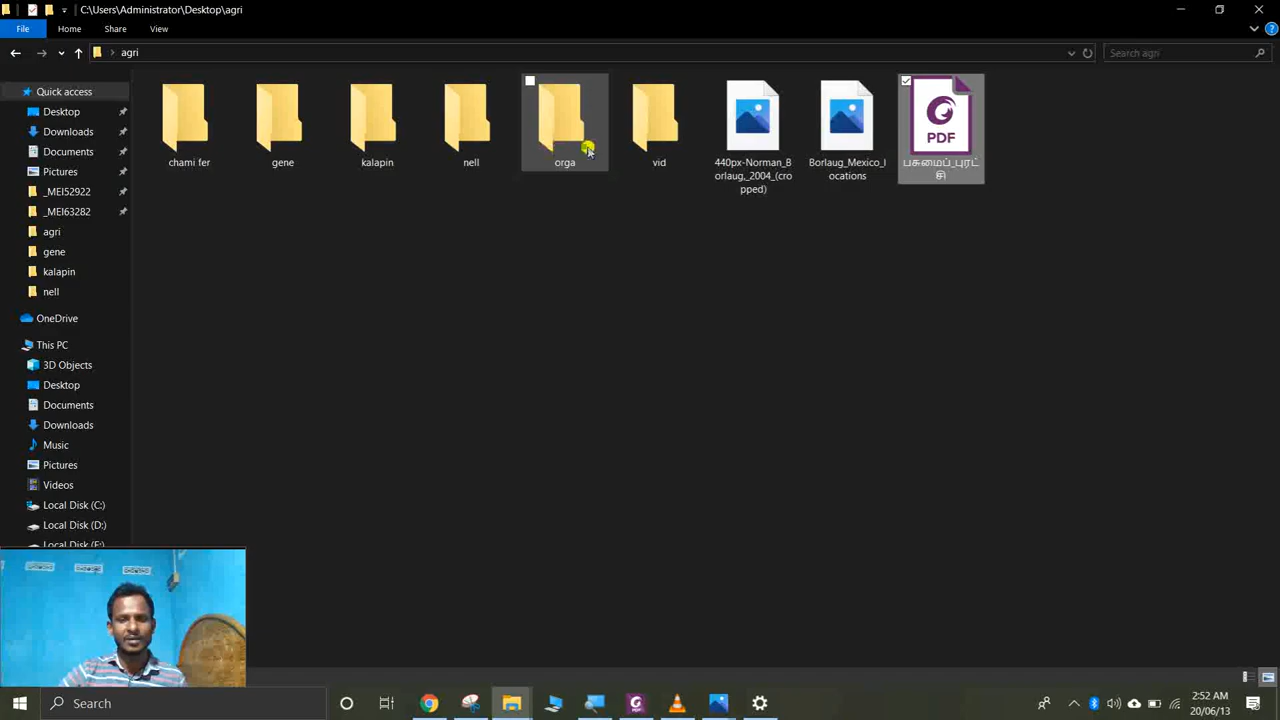 C:\Users\Administrator\Desktop\agri
File
Home
Share
View
agri
Search agri
Quick access
Desktop
Downloads
Documents
Pictures
_MEI52922
_MEI63282
agri
gene
kalapin
nell
OneDrive
This PC
3D Objects
Desktop
Documents
Downloads
Music
Pictures
Videos
Local Disk (C:)
Local Disk (D:)
Local Disk (E:)
chami fer
gene
kalapin
nell
orga
vid
440px-Norman_B
orlaug,_2004_(cro
pped)
Borlaug_Mexico_l
ocations
PDF
பசுமைப்_புரட்
சி
Search
PDF
2:52 AM
20/06/13